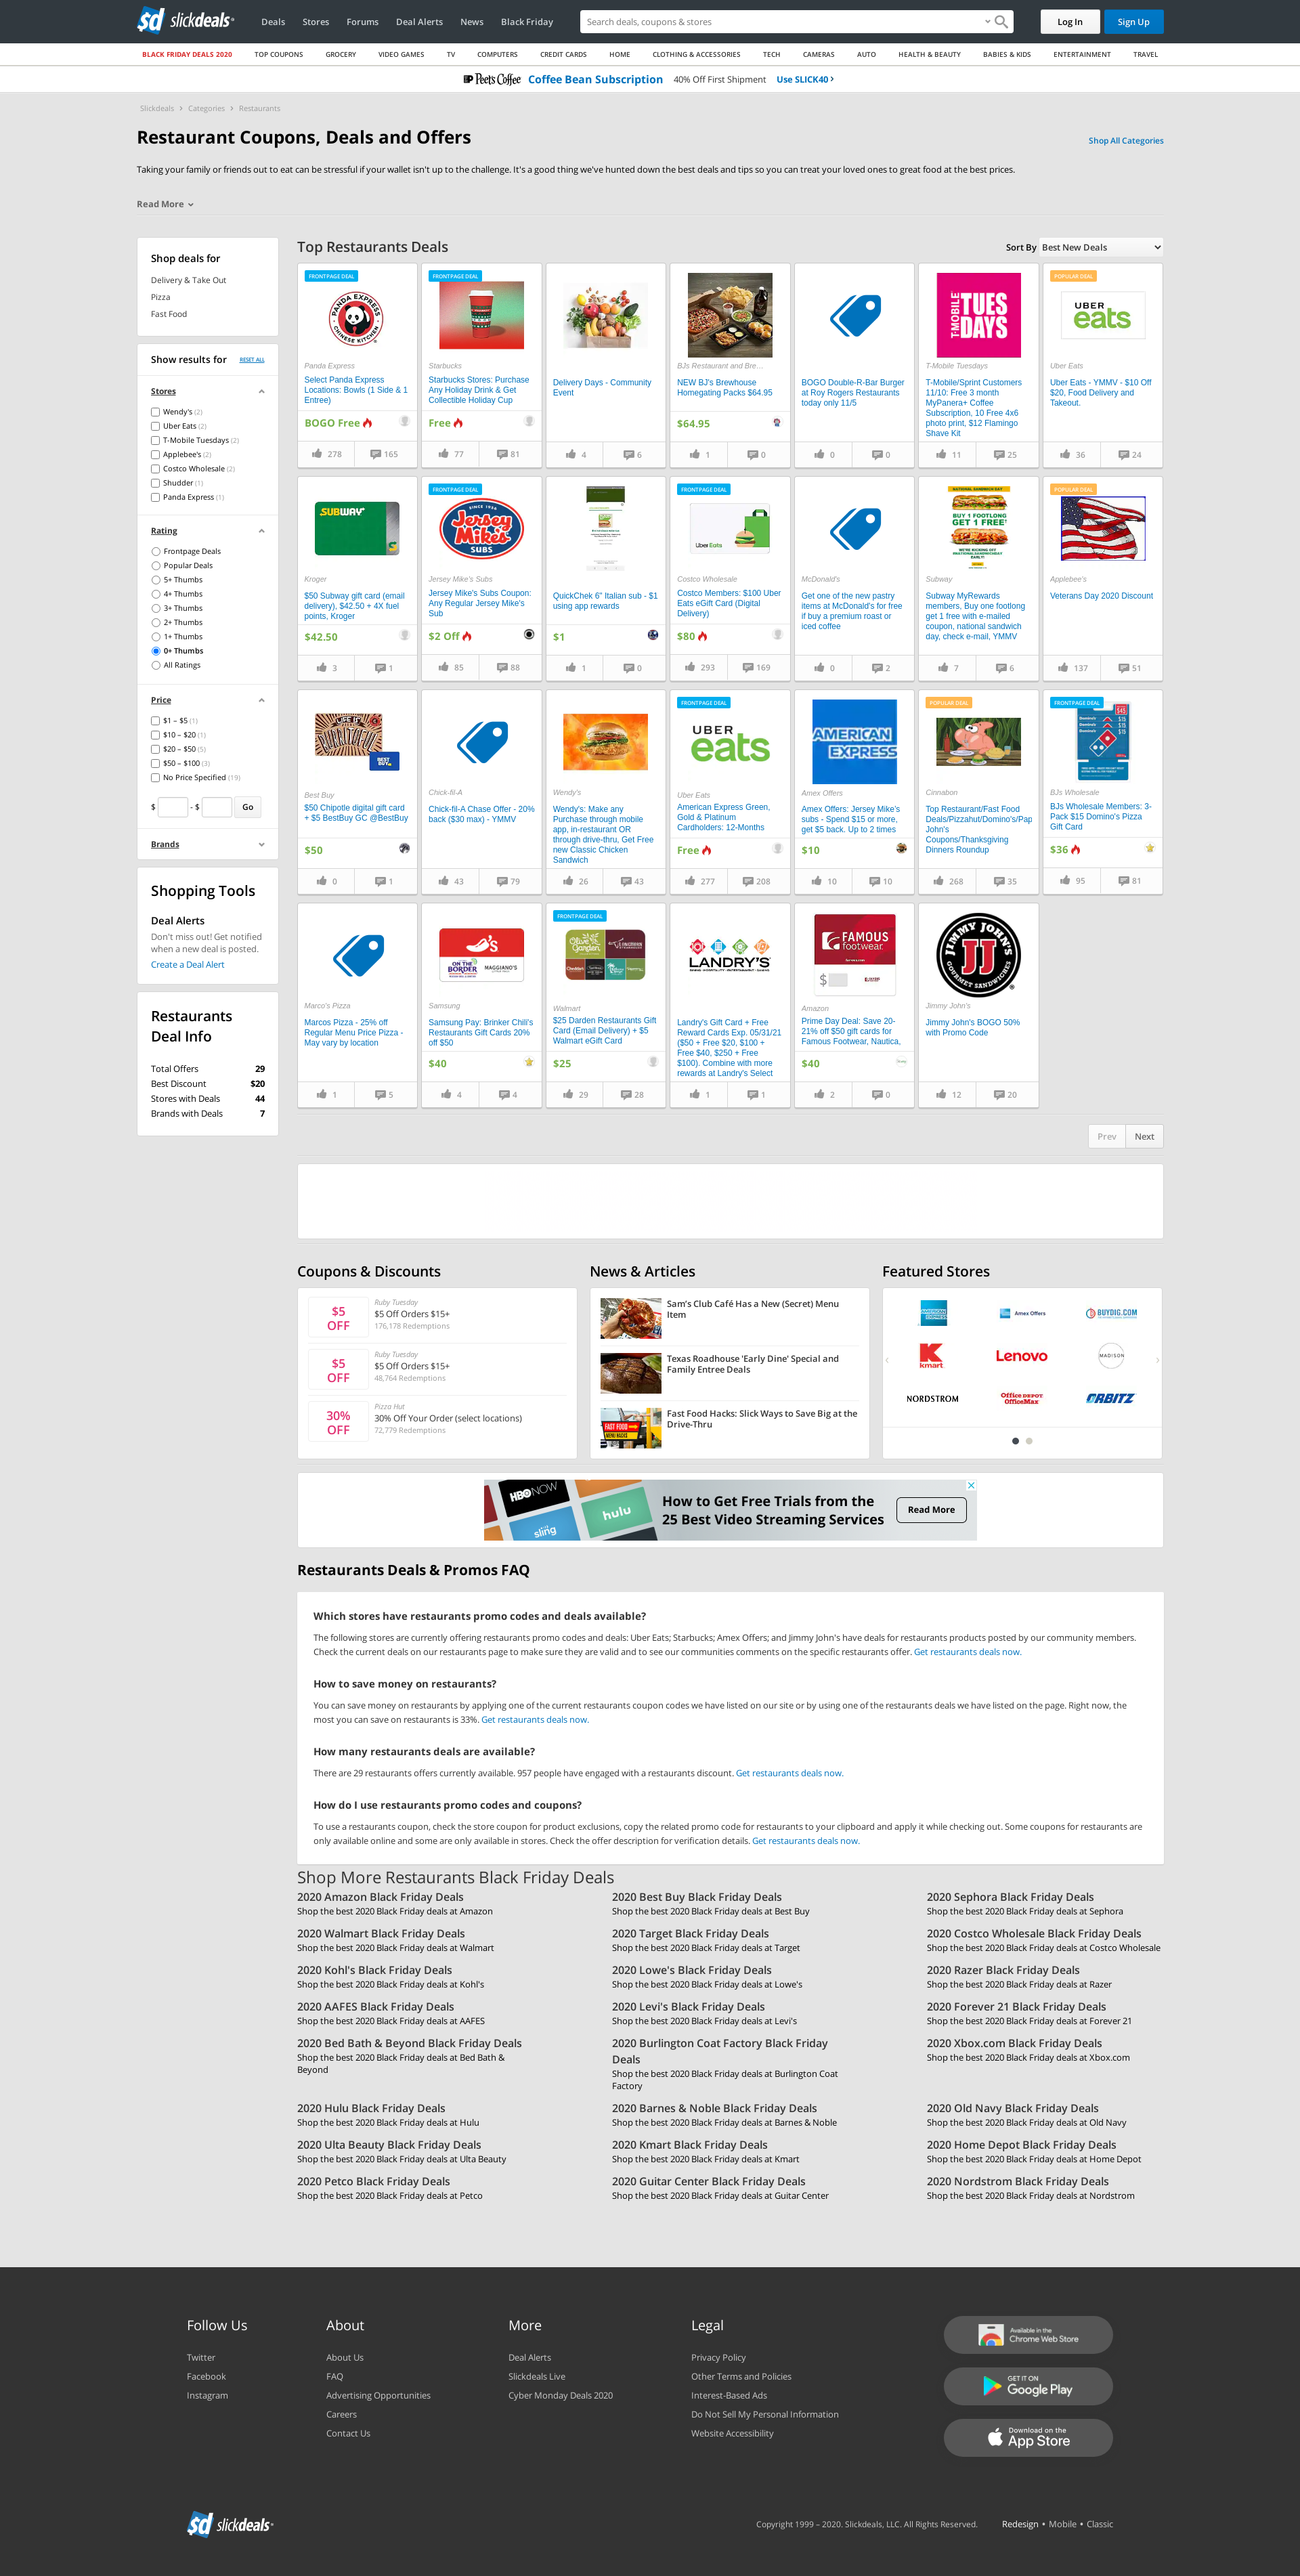 sd slickdeals
Deals Stores Forums Deal Alerts News Black Friday
Search deals, coupons & stores
Log In Sign Up
BLACK FRIDAY DEALS 2020 TOP COUPONS GROCERY VIDEO GAMES TV COMPUTERS CREDIT CARDS HOME CLOTHING & ACCESSORIES TECH CAMERAS AUTO HEALTH & BEAUTY BABIES & KIDS ENTERTAINMENT TRAVEL
Peet's Coffee Coffee Bean Subscription 40% Off First Shipment Use SLICK40
Slickdeals > Categories > Restaurants
Restaurant Coupons, Deals and Offers
Shop All Categories
Taking your family or friends out to eat can be stressful if your wallet isn't up to the challenge. It's a good thing we've hunted down the best deals and tips so you can treat your loved ones to great food at the best prices.
Read More
Shop deals for
Delivery & Take Out
Pizza
Fast Food
Show results for RESET ALL
Stores
Wendy's (2)
Uber Eats (2)
T-Mobile Tuesdays (2)
Applebee's (2)
Costco Wholesale (2)
Shudder (1)
Panda Express (1)
Rating
Frontpage Deals
Popular Deals
5+ Thumbs
4+ Thumbs
3+ Thumbs
2+ Thumbs
1+ Thumbs
0+ Thumbs
All Ratings
Price
$1 – $5 (1)
$10 – $20 (1)
$20 – $50 (5)
$50 – $100 (3)
No Price Specified (19)
$ - $ Go
Brands
Shopping Tools
Deal Alerts
Don't miss out! Get notified
when a new deal is posted.
Create a Deal Alert
Restaurants
Deal Info
Total Offers 29
Best Discount $20
Stores with Deals 44
Brands with Deals 7
Top Restaurants Deals
Sort By Best New Deals
FRONTPAGE DEAL
PANDA EXPRESS
CHINESE KITCHEN
Panda Express
Select Panda Express
Locations: Bowls (1 Side & 1
Entree)
BOGO Free
278 165
FRONTPAGE DEAL
Starbucks
Starbucks Stores: Purchase
Any Holiday Drink & Get
Collectible Holiday Cup
Free
77 81
Delivery Days - Community
Event
4 6
BJs Restaurant and Bre...
NEW BJ's Brewhouse
Homegating Packs $64.95
$64.95
1 0
BOGO Double-R-Bar Burger
at Roy Rogers Restaurants
today only 11/5
0 0
T-MOBILE
TUES
DAYS
T-Mobile Tuesdays
T-Mobile/Sprint Customers
11/10: Free 3 month
MyPanera+ Coffee
Subscription, 10 Free 4x6
photo print, $12 Flamingo
Shave Kit
11 25
POPULAR DEAL
UBER
eats
Uber Eats
Uber Eats - YMMV - $10 Off
$20, Food Delivery and
Takeout.
36 24
SUBWAY
Kroger
$50 Subway gift card (email
delivery), $42.50 + 4X fuel
points, Kroger
$42.50
3 1
FRONTPAGE DEAL
SINCE 1956
Jersey
Mike's
SUBS
Jersey Mike's Subs
Jersey Mike's Subs Coupon:
Any Regular Jersey Mike's
Sub
$2 Off
85 88
QuickChek 6" Italian sub - $1
using app rewards
$1
1 0
FRONTPAGE DEAL
Uber Eats
Costco Wholesale
Costco Members: $100 Uber
Eats eGift Card (Digital
Delivery)
$80
293 169
McDonald's
Get one of the new pastry
items at McDonald's for free
if buy a premium roast or
iced coffee
0 2
NATIONAL SANDWICH DAY
BUY 1 FOOTLONG
GET 1 FREE
Subway
Subway MyRewards
members, Buy one footlong
get 1 free with e-mailed
coupon, national sandwich
day, check e-mail, YMMV
7 6
POPULAR DEAL
Applebee's
Veterans Day 2020 Discount
137 51
BEST BUY
Best Buy
$50 Chipotle digital gift card
+ $5 BestBuy GC @BestBuy
$50
0 1
Chick-fil-A
Chick-fil-A Chase Offer - 20%
back ($30 max) - YMMV
43 79
Wendy's
Wendy's: Make any
Purchase through mobile
app, in-restaurant OR
through drive-thru, Get Free
new Classic Chicken
Sandwich
26 43
FRONTPAGE DEAL
UBER
eats
Uber Eats
American Express Green,
Gold & Platinum
Cardholders: 12-Months
Free
277 208
AMERICAN
EXPRESS
Amex Offers
Amex Offers: Jersey Mike's
subs - Spend $15 or more,
get $5 back. Up to 2 times
$10
10 10
POPULAR DEAL
Cinnabon
Top Restaurant/Fast Food
Deals/Pizzahut/Domino's/Pap
John's
Coupons/Thanksgiving
Dinners Roundup
268 35
FRONTPAGE DEAL
$45
Domino's $15
Domino's $15
Domino's $15
BJs Wholesale
BJs Wholesale Members: 3-
Pack $15 Domino's Pizza
Gift Card
$36
95 81
Marco's Pizza
Marcos Pizza - 25% off
Regular Menu Price Pizza -
May vary by location
1 5
ON THE
BORDER
MAGGIANO'S
Samsung
Samsung Pay: Brinker Chili's
Restaurants Gift Cards 20%
off $50
$40
4 4
FRONTPAGE DEAL
Olive Garden
LONGHORN
Walmart
$25 Darden Restaurants Gift
Card (Email Delivery) + $5
Walmart eGift Card
$25
29 28
LANDRY'S
Landry's Gift Card + Free
Reward Cards Exp. 05/31/21
($50 + Free $20, $100 +
Free $40, $250 + Free
$100). Combine with more
rewards at Landry's Select
1 1
FAMOUS
footwear
$
Amazon
Prime Day Deal: Save 20-
21% off $50 gift cards for
Famous Footwear, Nautica,
$40
2 0
JIMMY JOHN'S
JJ
GOURMET SANDWICHES
Jimmy John's
Jimmy John's BOGO 50%
with Promo Code
12 20
Prev Next
Coupons & Discounts
$5
OFF
Ruby Tuesday
$5 Off Orders $15+
176,178 Redemptions
$5
OFF
Ruby Tuesday
$5 Off Orders $15+
48,764 Redemptions
30%
OFF
Pizza Hut
30% Off Your Order (select locations)
72,779 Redemptions
News & Articles
Sam's Club Café Has a New (Secret) Menu
Item
Texas Roadhouse 'Early Dine' Special and
Family Entree Deals
FAST FOOD
MENU HACKS
Fast Food Hacks: Slick Ways to Save Big at the
Drive-Thru
Featured Stores
AMERICAN EXPRESS Amex Offers BUYDIG.COM
kmart Lenovo MADISON
NORDSTROM Office DEPOT OfficeMax ORBITZ
HBO NOW
sling
hulu
How to Get Free Trials from the
25 Best Video Streaming Services
Read More
Restaurants Deals & Promos FAQ
Which stores have restaurants promo codes and deals available?
The following stores are currently offering restaurants promo codes and deals: Uber Eats; Starbucks; Amex Offers; and Jimmy John's have deals for restaurants products posted by our community members.
Check the current deals on our restaurants page to make sure they are valid and to see our communities comments on the specific restaurants offer. Get restaurants deals now.
How to save money on restaurants?
You can save money on restaurants by applying one of the current restaurants coupon codes we have listed on our site or by using one of the restaurants deals we have listed on the page. Right now, the
most you can save on restaurants is 33%. Get restaurants deals now.
How many restaurants deals are available?
There are 29 restaurants offers currently available. 957 people have engaged with a restaurants discount. Get restaurants deals now.
How do I use restaurants promo codes and coupons?
To use a restaurants coupon, check the store coupon for product exclusions, copy the related promo code for restaurants to your clipboard and apply it while checking out. Some coupons for restaurants are
only available online and some are only available in stores. Check the offer description for verification details. Get restaurants deals now.
Shop More Restaurants Black Friday Deals
2020 Amazon Black Friday Deals
Shop the best 2020 Black Friday deals at Amazon
2020 Best Buy Black Friday Deals
Shop the best 2020 Black Friday deals at Best Buy
2020 Sephora Black Friday Deals
Shop the best 2020 Black Friday deals at Sephora
2020 Walmart Black Friday Deals
Shop the best 2020 Black Friday deals at Walmart
2020 Target Black Friday Deals
Shop the best 2020 Black Friday deals at Target
2020 Costco Wholesale Black Friday Deals
Shop the best 2020 Black Friday deals at Costco Wholesale
2020 Kohl's Black Friday Deals
Shop the best 2020 Black Friday deals at Kohl's
2020 Lowe's Black Friday Deals
Shop the best 2020 Black Friday deals at Lowe's
2020 Razer Black Friday Deals
Shop the best 2020 Black Friday deals at Razer
2020 AAFES Black Friday Deals
Shop the best 2020 Black Friday deals at AAFES
2020 Levi's Black Friday Deals
Shop the best 2020 Black Friday deals at Levi's
2020 Forever 21 Black Friday Deals
Shop the best 2020 Black Friday deals at Forever 21
2020 Bed Bath & Beyond Black Friday Deals
Shop the best 2020 Black Friday deals at Bed Bath &
Beyond
2020 Burlington Coat Factory Black Friday
Deals
Shop the best 2020 Black Friday deals at Burlington Coat
Factory
2020 Xbox.com Black Friday Deals
Shop the best 2020 Black Friday deals at Xbox.com
2020 Hulu Black Friday Deals
Shop the best 2020 Black Friday deals at Hulu
2020 Barnes & Noble Black Friday Deals
Shop the best 2020 Black Friday deals at Barnes & Noble
2020 Old Navy Black Friday Deals
Shop the best 2020 Black Friday deals at Old Navy
2020 Ulta Beauty Black Friday Deals
Shop the best 2020 Black Friday deals at Ulta Beauty
2020 Kmart Black Friday Deals
Shop the best 2020 Black Friday deals at Kmart
2020 Home Depot Black Friday Deals
Shop the best 2020 Black Friday deals at Home Depot
2020 Petco Black Friday Deals
Shop the best 2020 Black Friday deals at Petco
2020 Guitar Center Black Friday Deals
Shop the best 2020 Black Friday deals at Guitar Center
2020 Nordstrom Black Friday Deals
Shop the best 2020 Black Friday deals at Nordstrom
Follow Us
Twitter
Facebook
Instagram
About
About Us
FAQ
Advertising Opportunities
Careers
Contact Us
More
Deal Alerts
Slickdeals Live
Cyber Monday Deals 2020
Legal
Privacy Policy
Other Terms and Policies
Interest-Based Ads
Do Not Sell My Personal Information
Website Accessibility
Available in the
Chrome Web Store
GET IT ON
Google Play
Download on the
App Store
sd slickdeals
Copyright 1999 – 2020. Slickdeals, LLC. All Rights Reserved. Redesign • Mobile • Classic